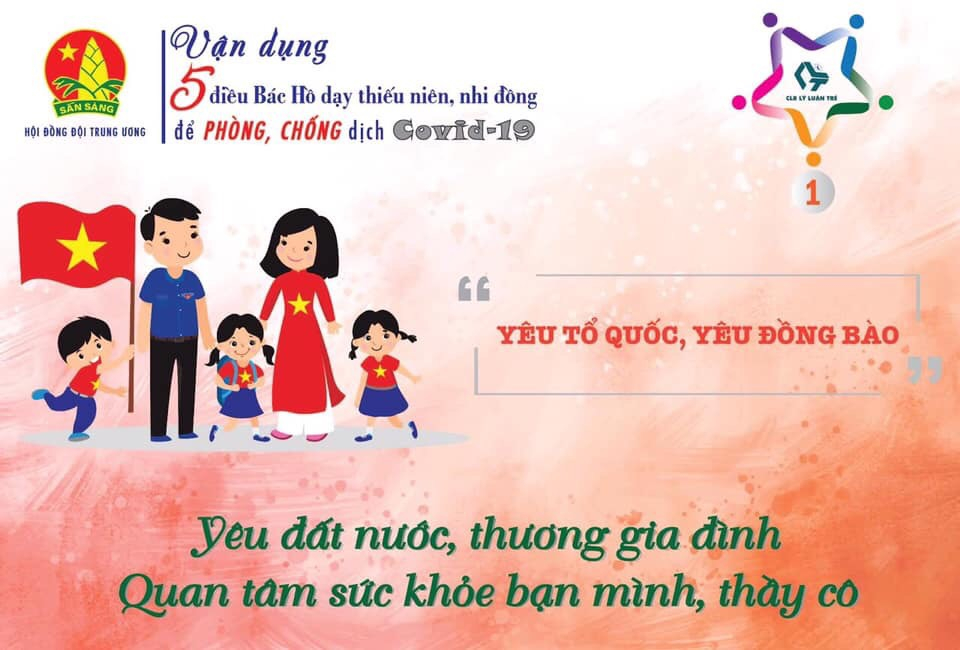 SẴN SÀNG
HỘI ĐỒNG ĐỘI TRUNG ƯƠNG
Vận dụng
5 điều Bác Hồ dạy thiếu niên, nhi đồng
để PHÒNG, CHỐNG dịch Covid-19
CLB LÝ LUẬN TRẺ
1
“
YÊU TỔ QUỐC, YÊU ĐỒNG BÀO
”
Yêu đất nước, thương gia đình
Quan tâm sức khỏe bạn mình, thầy cô